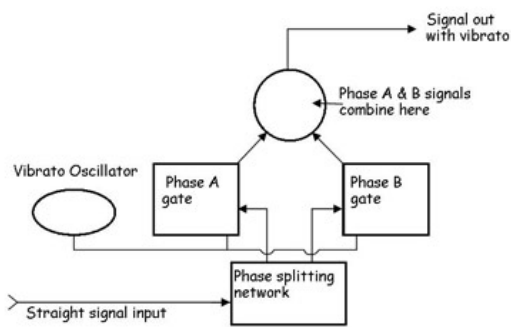 Signal out
with vibrato
Phase A & B signals
combine here
Vibrato Oscillator
Phase A
gate
Phase B
gate
Phase splitting
network
Straight signal input